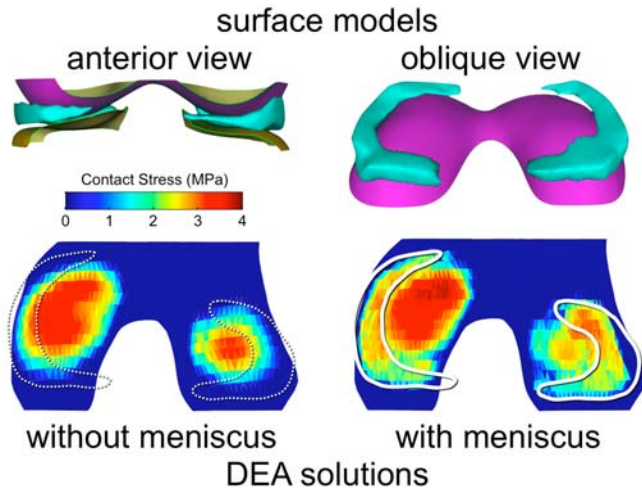 surface models
anterior view
oblique view
Contact Stress (MPa)
0 1 2 3 4
without meniscus
with meniscus
DEA solutions